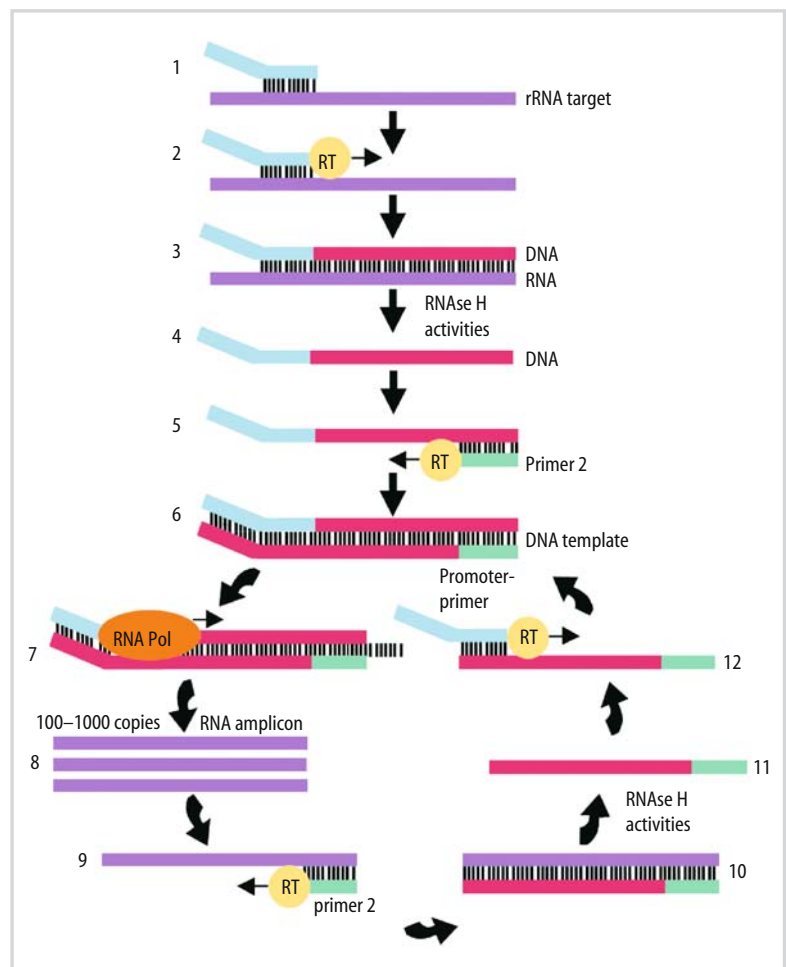 1
rRNA target
2
RT
3
DNA
RNA
RNAse H
activities
4
DNA
5
RT
Primer 2
6
DNA template
Promoter-
primer
7
RNA Pol
RT
12
100–1000 copies
RNA amplicon
8
11
RNAse H
activities
9
RT
primer 2
10